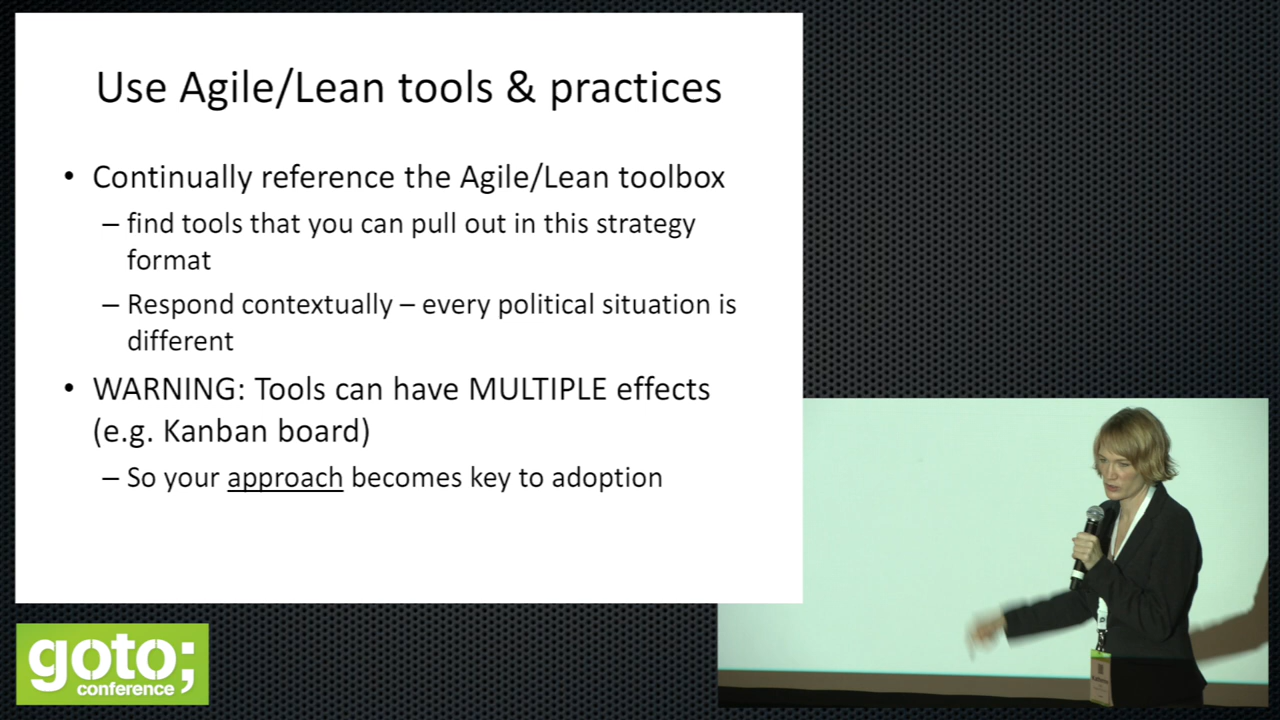 Use Agile/Lean tools & practices
• Continually reference the Agile/Lean toolbox
– find tools that you can pull out in this strategy
format
– Respond contextually – every political situation is
different
• WARNING: Tools can have MULTIPLE effects
(e.g. Kanban board)
– So your approach becomes key to adoption
goto;
conference